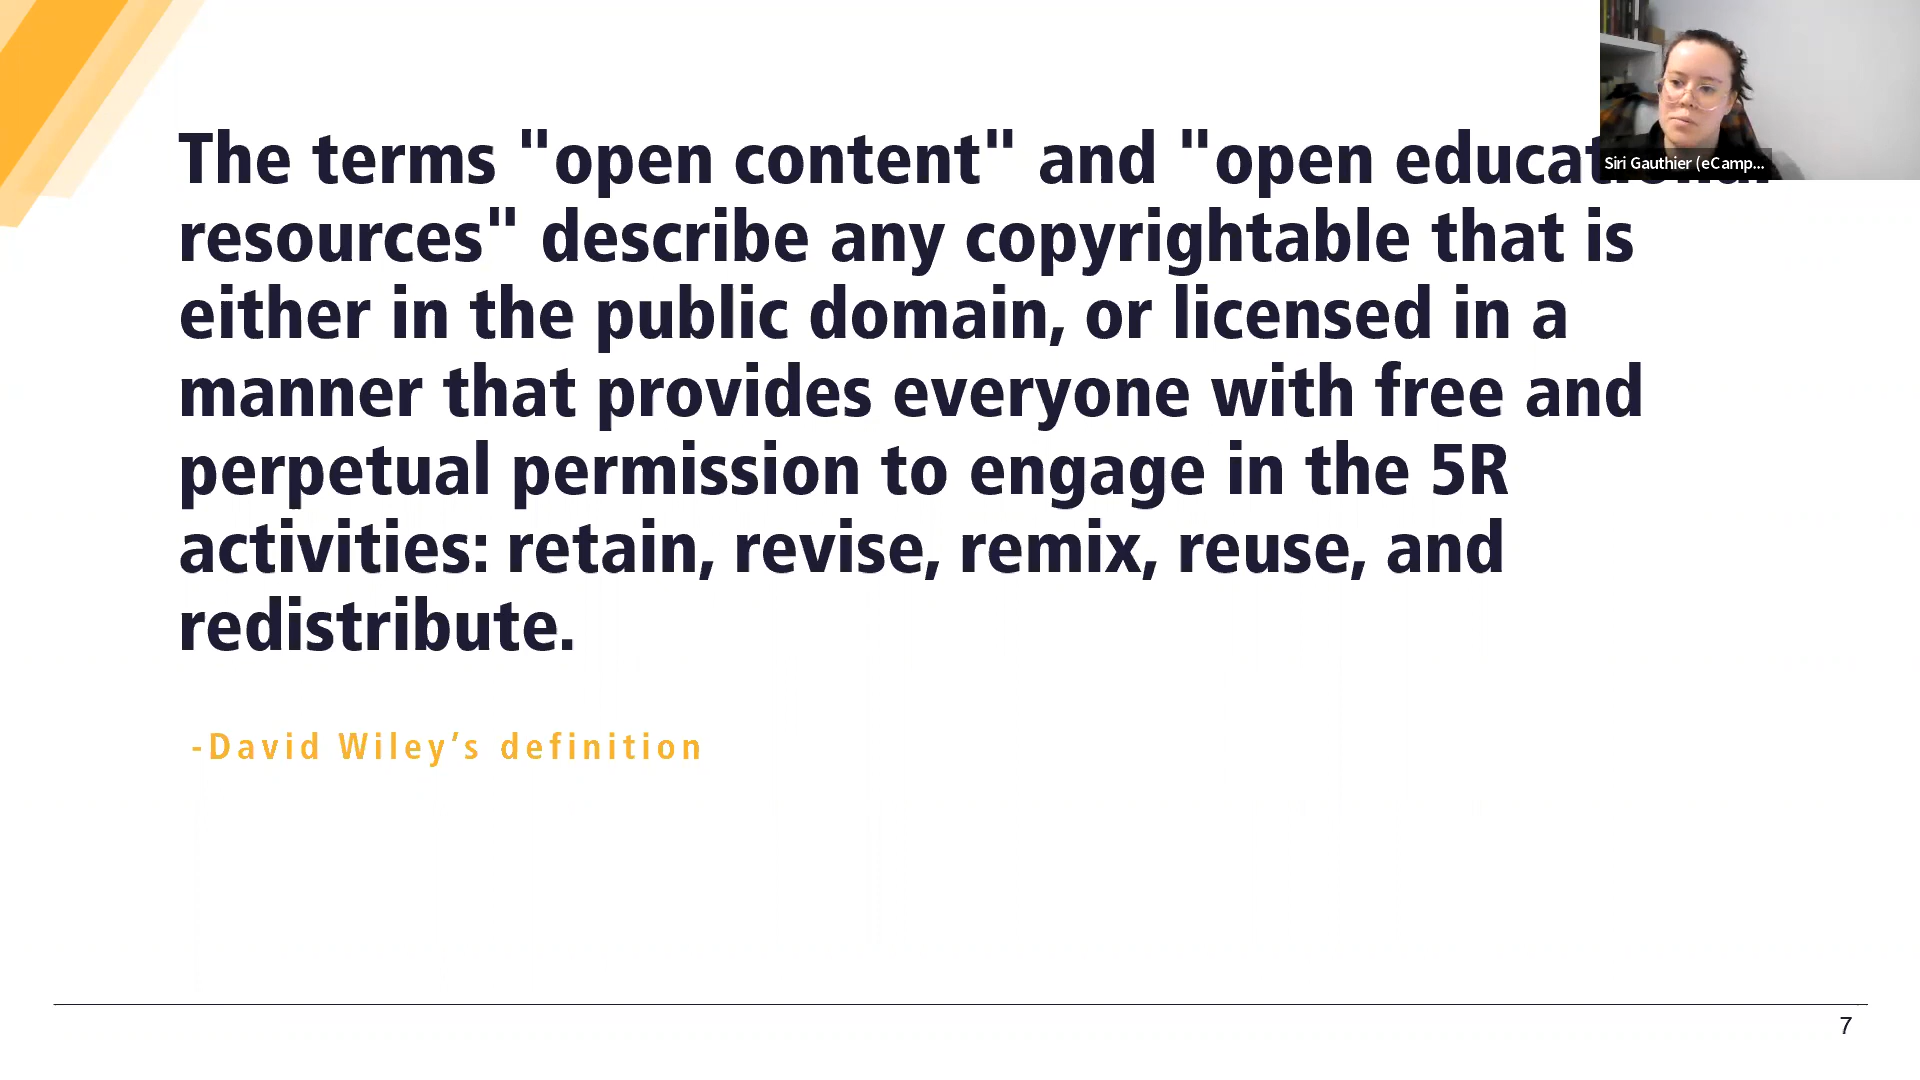 The terms "open content" and "open educational
resources" describe any copyrightable that is
either in the public domain, or licensed in a
manner that provides everyone with free and
perpetual permission to engage in the 5R
activities: retain, revise, remix, reuse, and
redistribute.
-David Wiley’s definition
Siri Gauthier (eCamp...
7